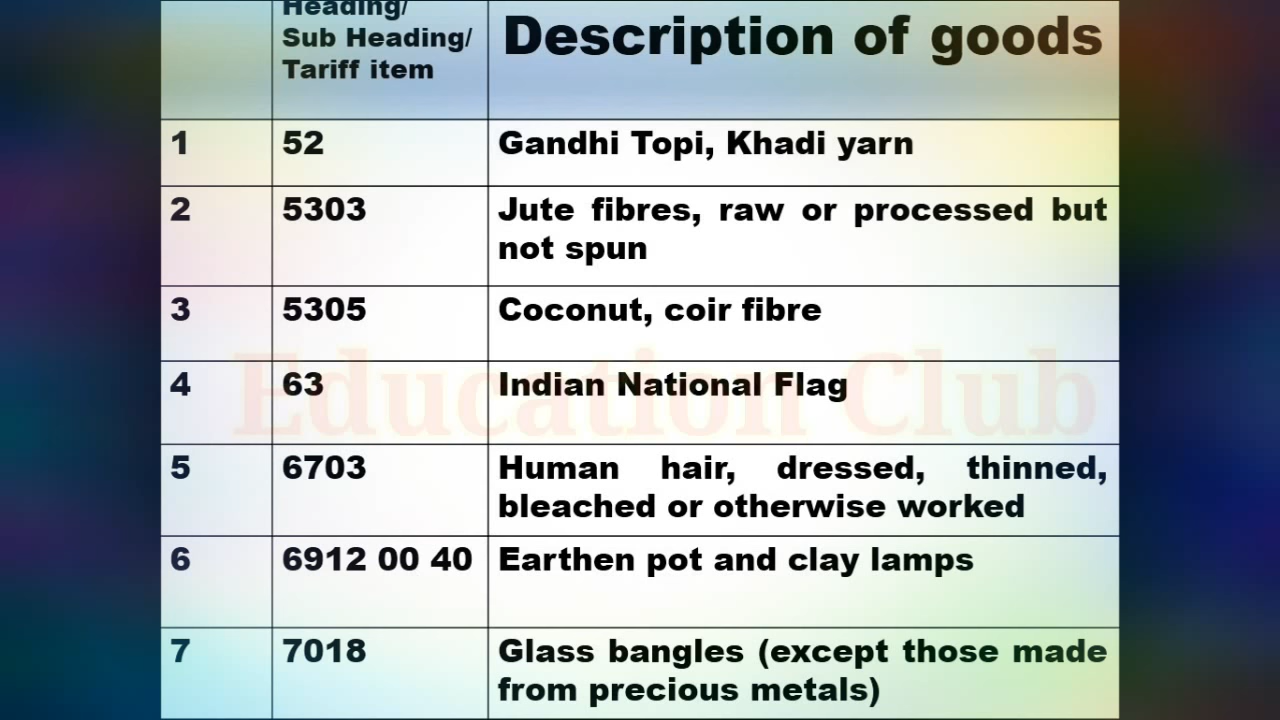 Heading/
Sub Heading/
Tariff item
Description of goods
1 52 Gandhi Topi, Khadi yarn
2 5303 Jute fibres, raw or processed but
not spun
3 5305 Coconut, coir fibre
4 63 Indian National Flag
Education Club
5 6703 Human hair, dressed, thinned,
bleached or otherwise worked
6 6912 00 40 Earthen pot and clay lamps
7 7018 Glass bangles (except those made
from precious metals)